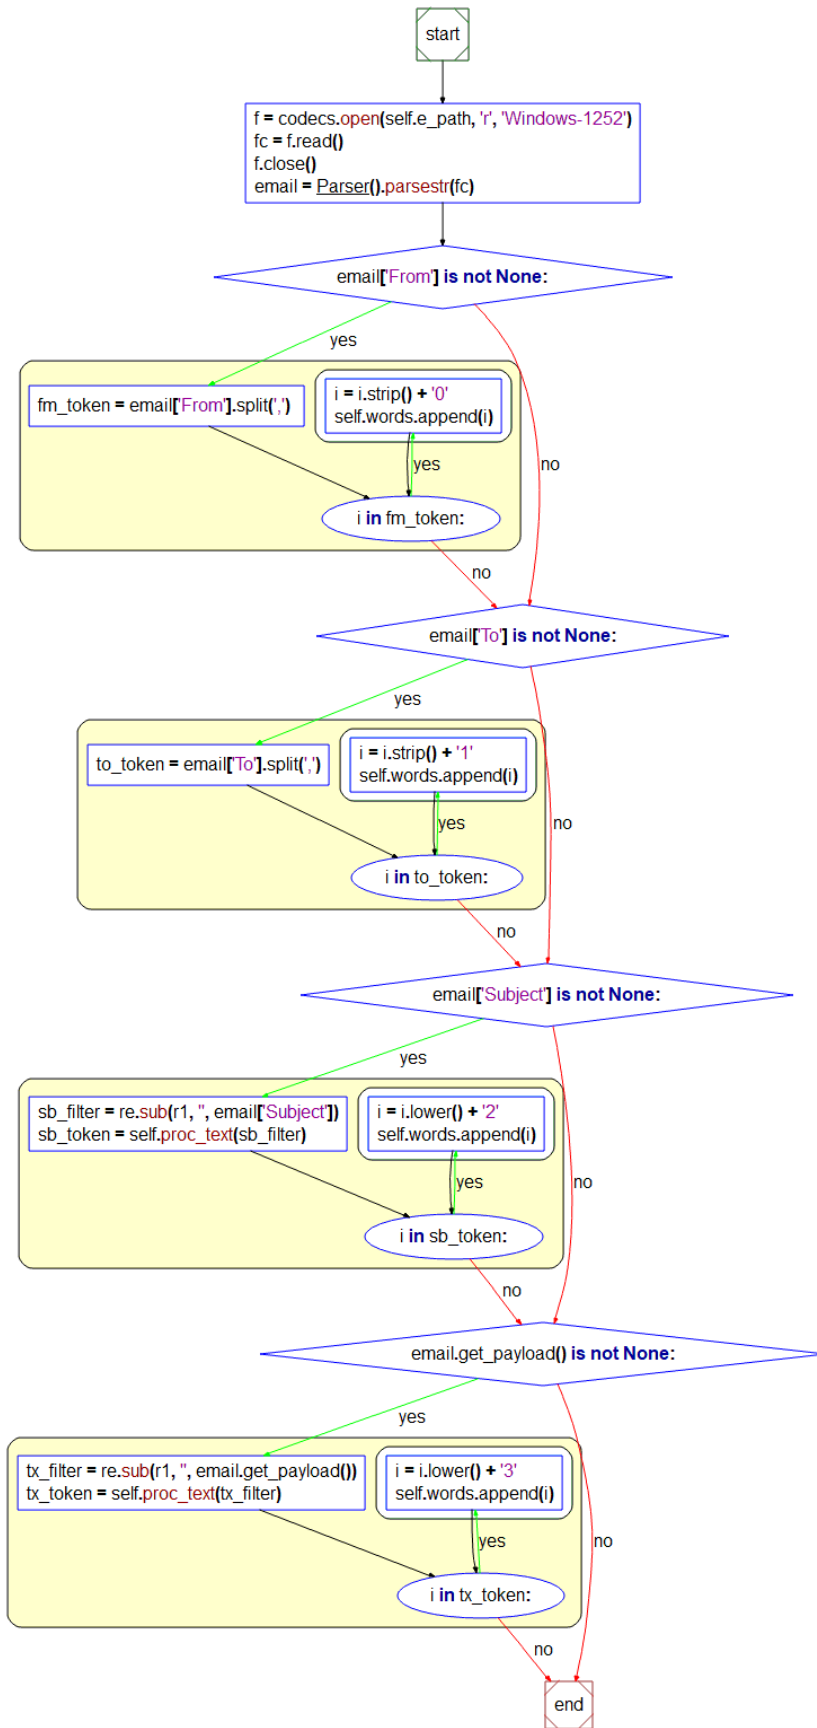 start
f = codecs.open(self.e_path, 'r', 'Windows-1252')
fc = f.read()
f.close()
email = Parser().parsestr(fc)
email['From'] is not None:
yes
fm_token = email['From'].split(',')
i = i.strip() + '0'
self.words.append(i)
yes
no
i in fm_token:
no
email['To'] is not None:
yes
to_token = email['To'].split(',')
i = i.strip() + '1'
self.words.append(i)
yes
no
i in to_token:
no
email['Subject'] is not None:
yes
sb_filter = re.sub(r1, '', email['Subject'])
sb_token = self.proc_text(sb_filter)
i = i.lower() + '2'
self.words.append(i)
yes
no
i in sb_token:
no
email.get_payload() is not None:
yes
tx_filter = re.sub(r1, '', email.get_payload())
tx_token = self.proc_text(tx_filter)
i = i.lower() + '3'
self.words.append(i)
yes
no
i in tx_token:
no
end